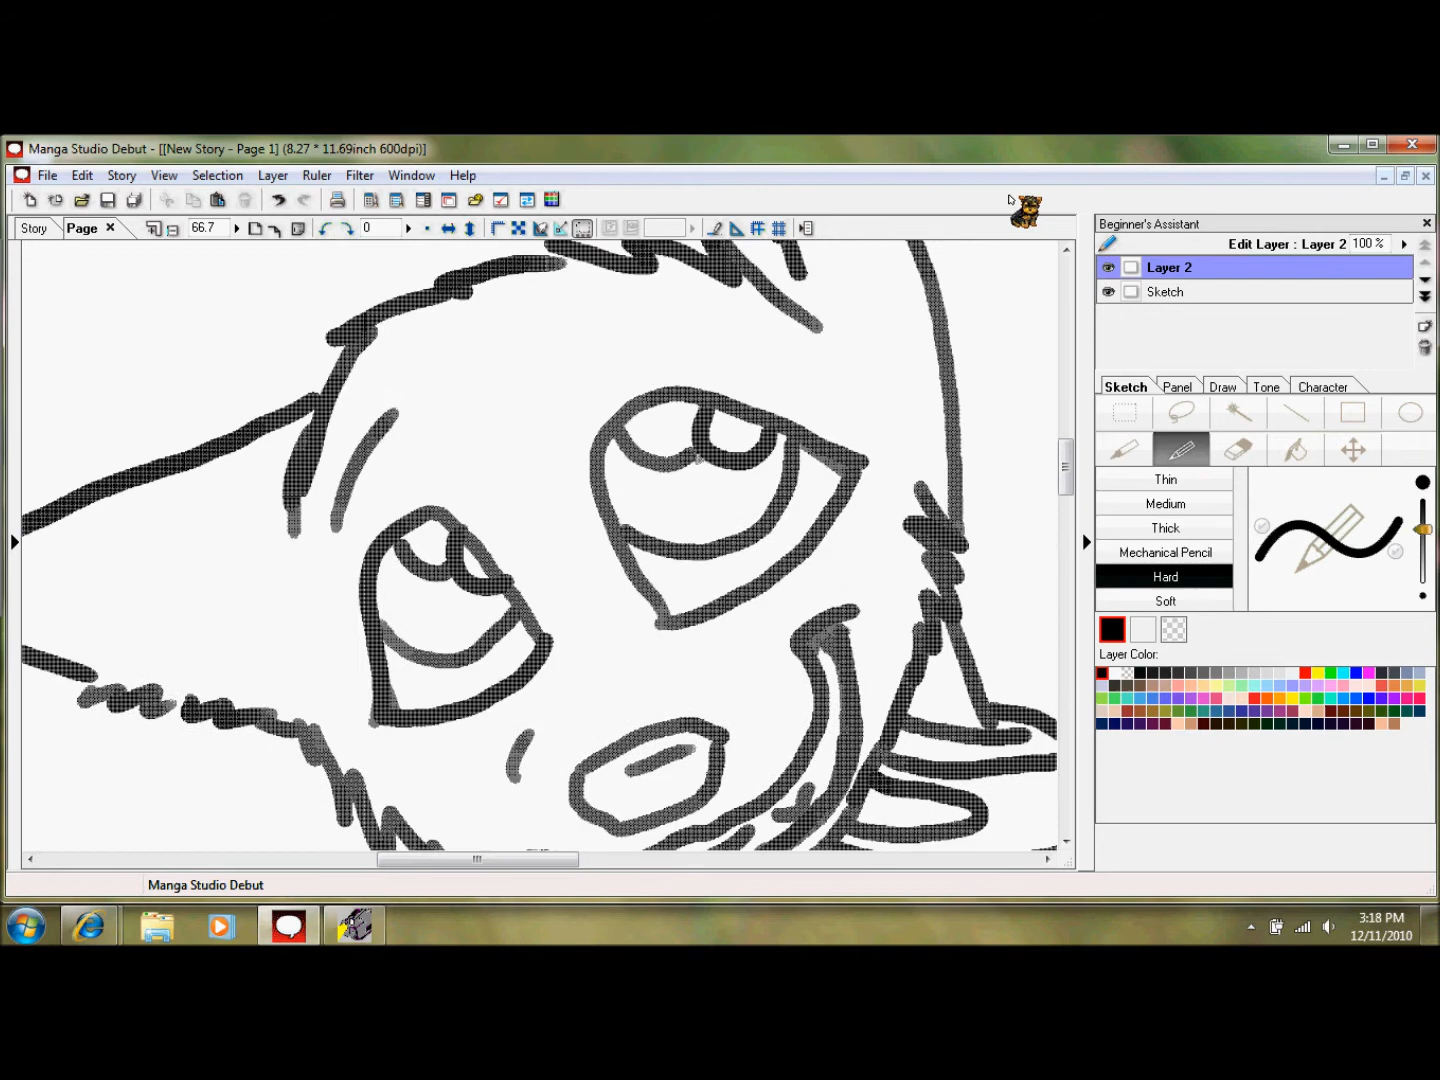 Manga Studio Debut - [[New Story - Page 1] (8.27 * 11.69inch 600dpi)]
File Edit Story View Selection Layer Ruler Filter Window Help
Story Page 66.7 0
Beginner's Assistant
Edit Layer : Layer 2 100 %
Layer 2
Sketch
Sketch Panel Draw Tone Character
Thin
Medium
Thick
Mechanical Pencil
Hard
Soft
Layer Color:
Manga Studio Debut
3:18 PM
12/11/2010